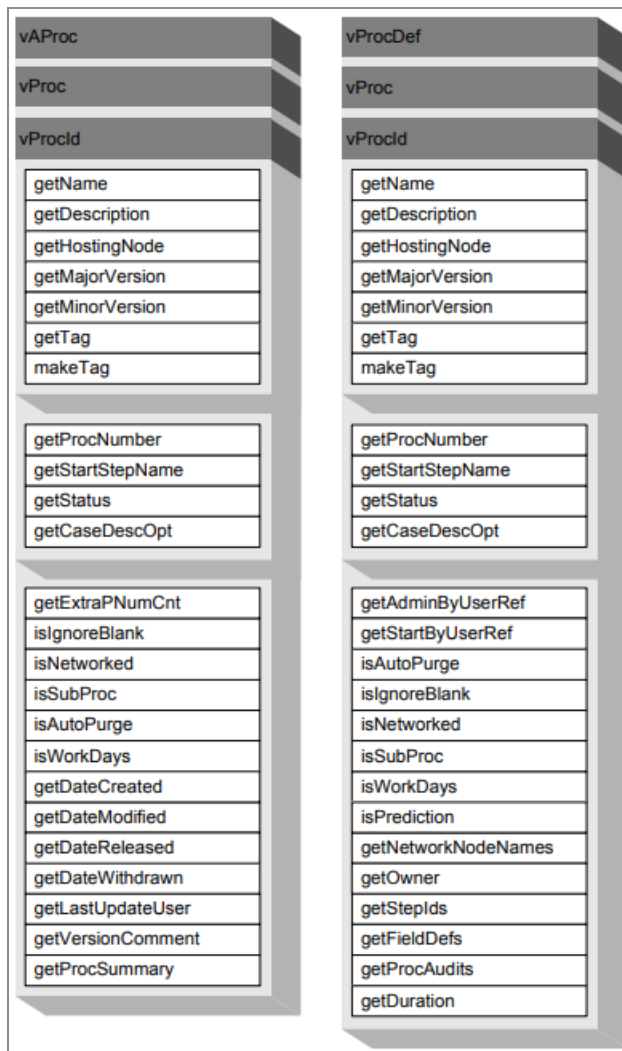 vAProc
vProc
vProcId
getName
getDescription
getHostingNode
getMajorVersion
getMinorVersion
getTag
makeTag
getProcNumber
getStartStepName
getStatus
getCaseDescOpt
getExtraPNumCnt
isIgnoreBlank
isNetworked
isSubProc
isAutoPurge
isWorkDays
getDateCreated
getDateModified
getDateReleased
getDateWithdrawn
getLastUpdateUser
getVersionComment
getProcSummary
vProcDef
vProc
vProcId
getName
getDescription
getHostingNode
getMajorVersion
getMinorVersion
getTag
makeTag
getProcNumber
getStartStepName
getStatus
getCaseDescOpt
getAdminByUserRef
getStartByUserRef
isAutoPurge
isIgnoreBlank
isNetworked
isSubProc
isWorkDays
isPrediction
getNetworkNodeNames
getOwner
getStepIds
getFieldDefs
getProcAudits
getDuration